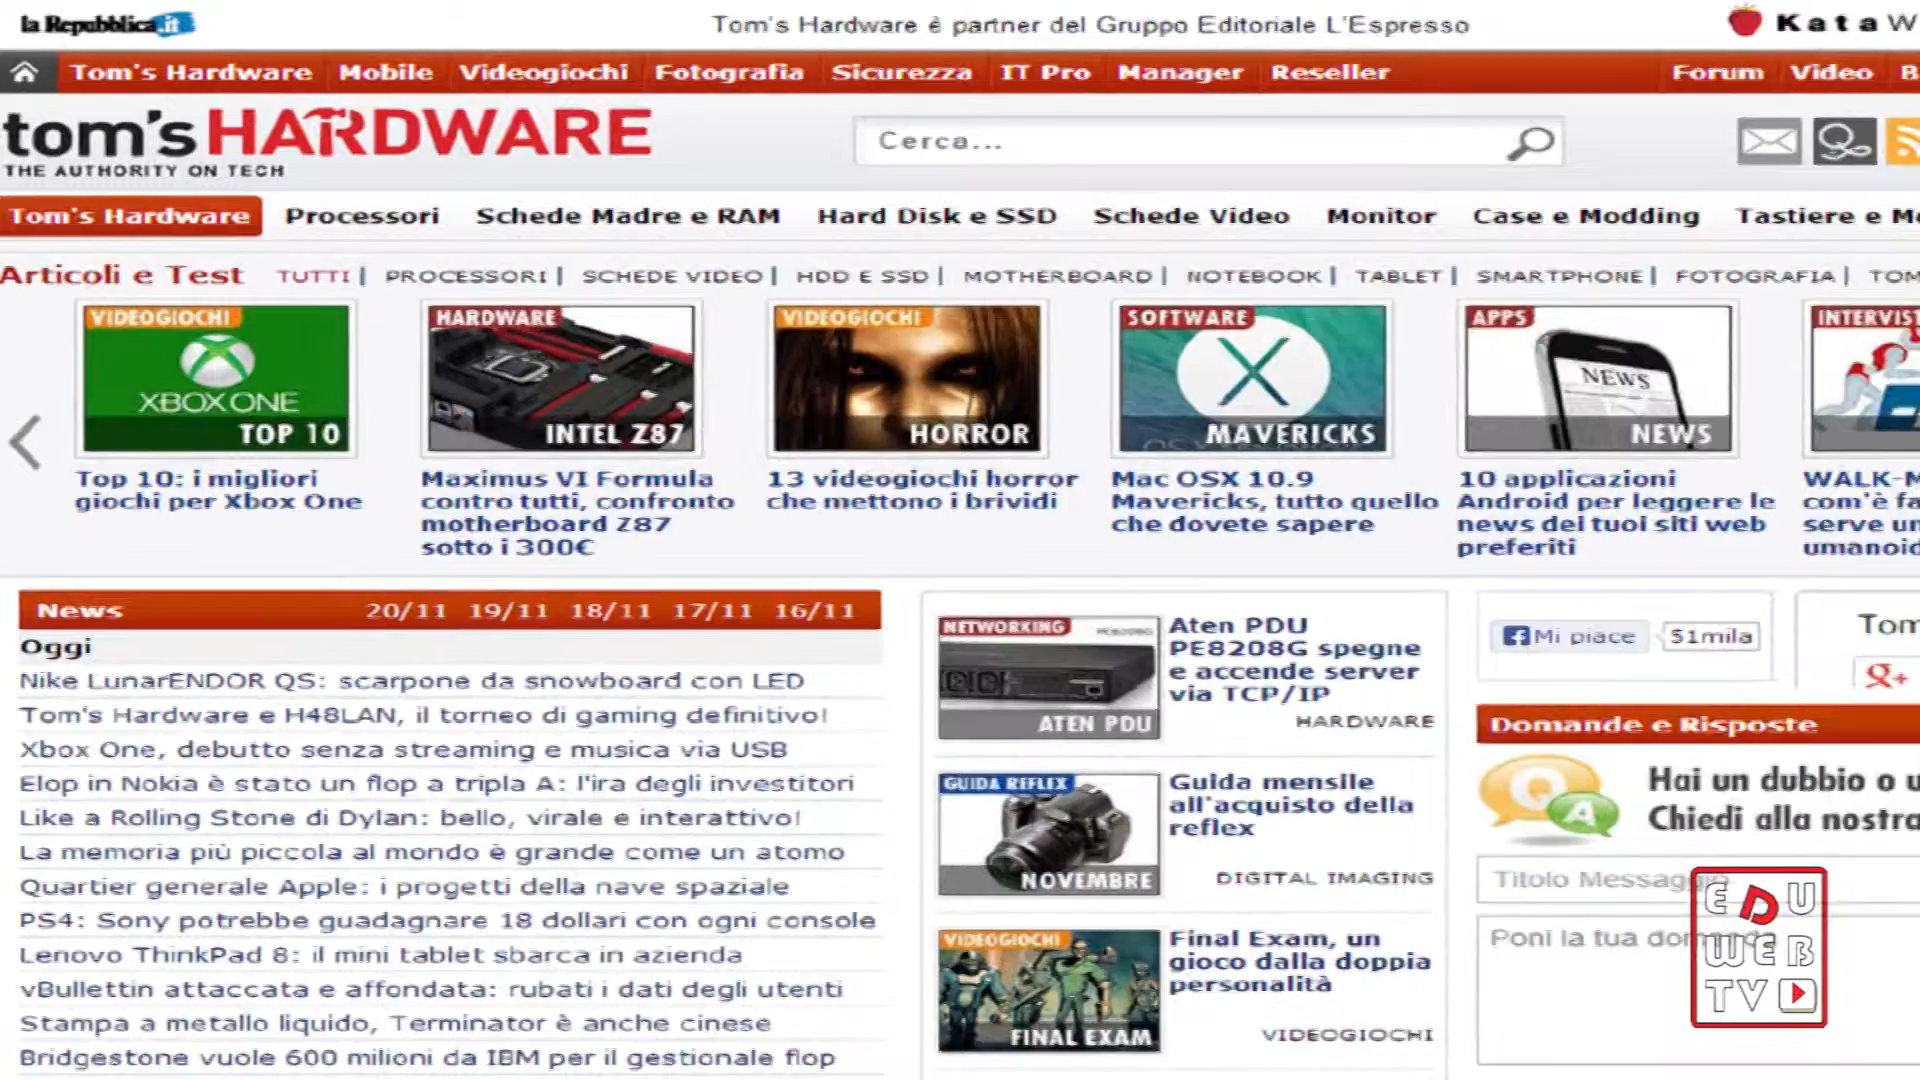 la Repubblica.it
Tom's Hardware è partner del Gruppo Editoriale L'Espresso
Kata
Tom's Hardware Mobile Videogiochi Fotografia Sicurezza IT Pro Manager Reseller Forum Video
tom's HARDWARE
THE AUTHORITY ON TECH
Cerca...
Tom's Hardware Processori Schede Madre e RAM Hard Disk e SSD Schede Video Monitor Case e Modding Tastiere e
Articoli e Test TUTTI | PROCESSORI | SCHEDE VIDEO | HDD E SSD | MOTHERBOARD | NOTEBOOK | TABLET | SMARTPHONE | FOTOGRAFIA | TOM
VIDEOGIOCHI
XBOX ONE
TOP 10
Top 10: i migliori
giochi per Xbox One
HARDWARE
INTEL Z87
Maximus VI Formula
contro tutti, confronto
motherboard Z87
sotto i 300€
VIDEOGIOCHI
HORROR
13 videogiochi horror
che mettono i brividi
SOFTWARE
X
MAVERICKS
Mac OSX 10.9
Mavericks, tutto quello
che dovete sapere
APPS
NEWS
NEWS
10 applicazioni
Android per leggere le
news dei tuoi siti web
preferiti
INTERVIST
WALK-M
com'è fa
serve un
umanoid
News 20/11 19/11 18/11 17/11 16/11
Oggi
Nike LunarENDOR QS: scarpone da snowboard con LED
Tom's Hardware e H48LAN, il torneo di gaming definitivo!
Xbox One, debutto senza streaming e musica via USB
Elop in Nokia è stato un flop a tripla A: l'ira degli investitori
Like a Rolling Stone di Dylan: bello, virale e interattivo!
La memoria più piccola al mondo è grande come un atomo
Quartier generale Apple: i progetti della nave spaziale
PS4: Sony potrebbe guadagnare 18 dollari con ogni console
Lenovo ThinkPad 8: il mini tablet sbarca in azienda
vBullettin attaccata e affondata: rubati i dati degli utenti
Stampa a metallo liquido, Terminator è anche cinese
Bridgestone vuole 600 milioni da IBM per il gestionale flop
NETWORKING
PE8208G
ATEN PDU
Aten PDU
PE8208G spegne
e accende server
via TCP/IP
HARDWARE
GUIDA REFLEX
NOVEMBRE
Guida mensile
all'acquisto della
reflex
DIGITAL IMAGING
VIDEOGIOCHI
FINAL EXAM
Final Exam, un
gioco dalla doppia
personalità
VIDEOGIOCHI
Mi piace 51mila
Tom
g+
Domande e Risposte
Q A
Hai un dubbio o u
Chiedi alla nostra
Titolo Messaggio
Poni la tua domanda
EDU
WEB
TV